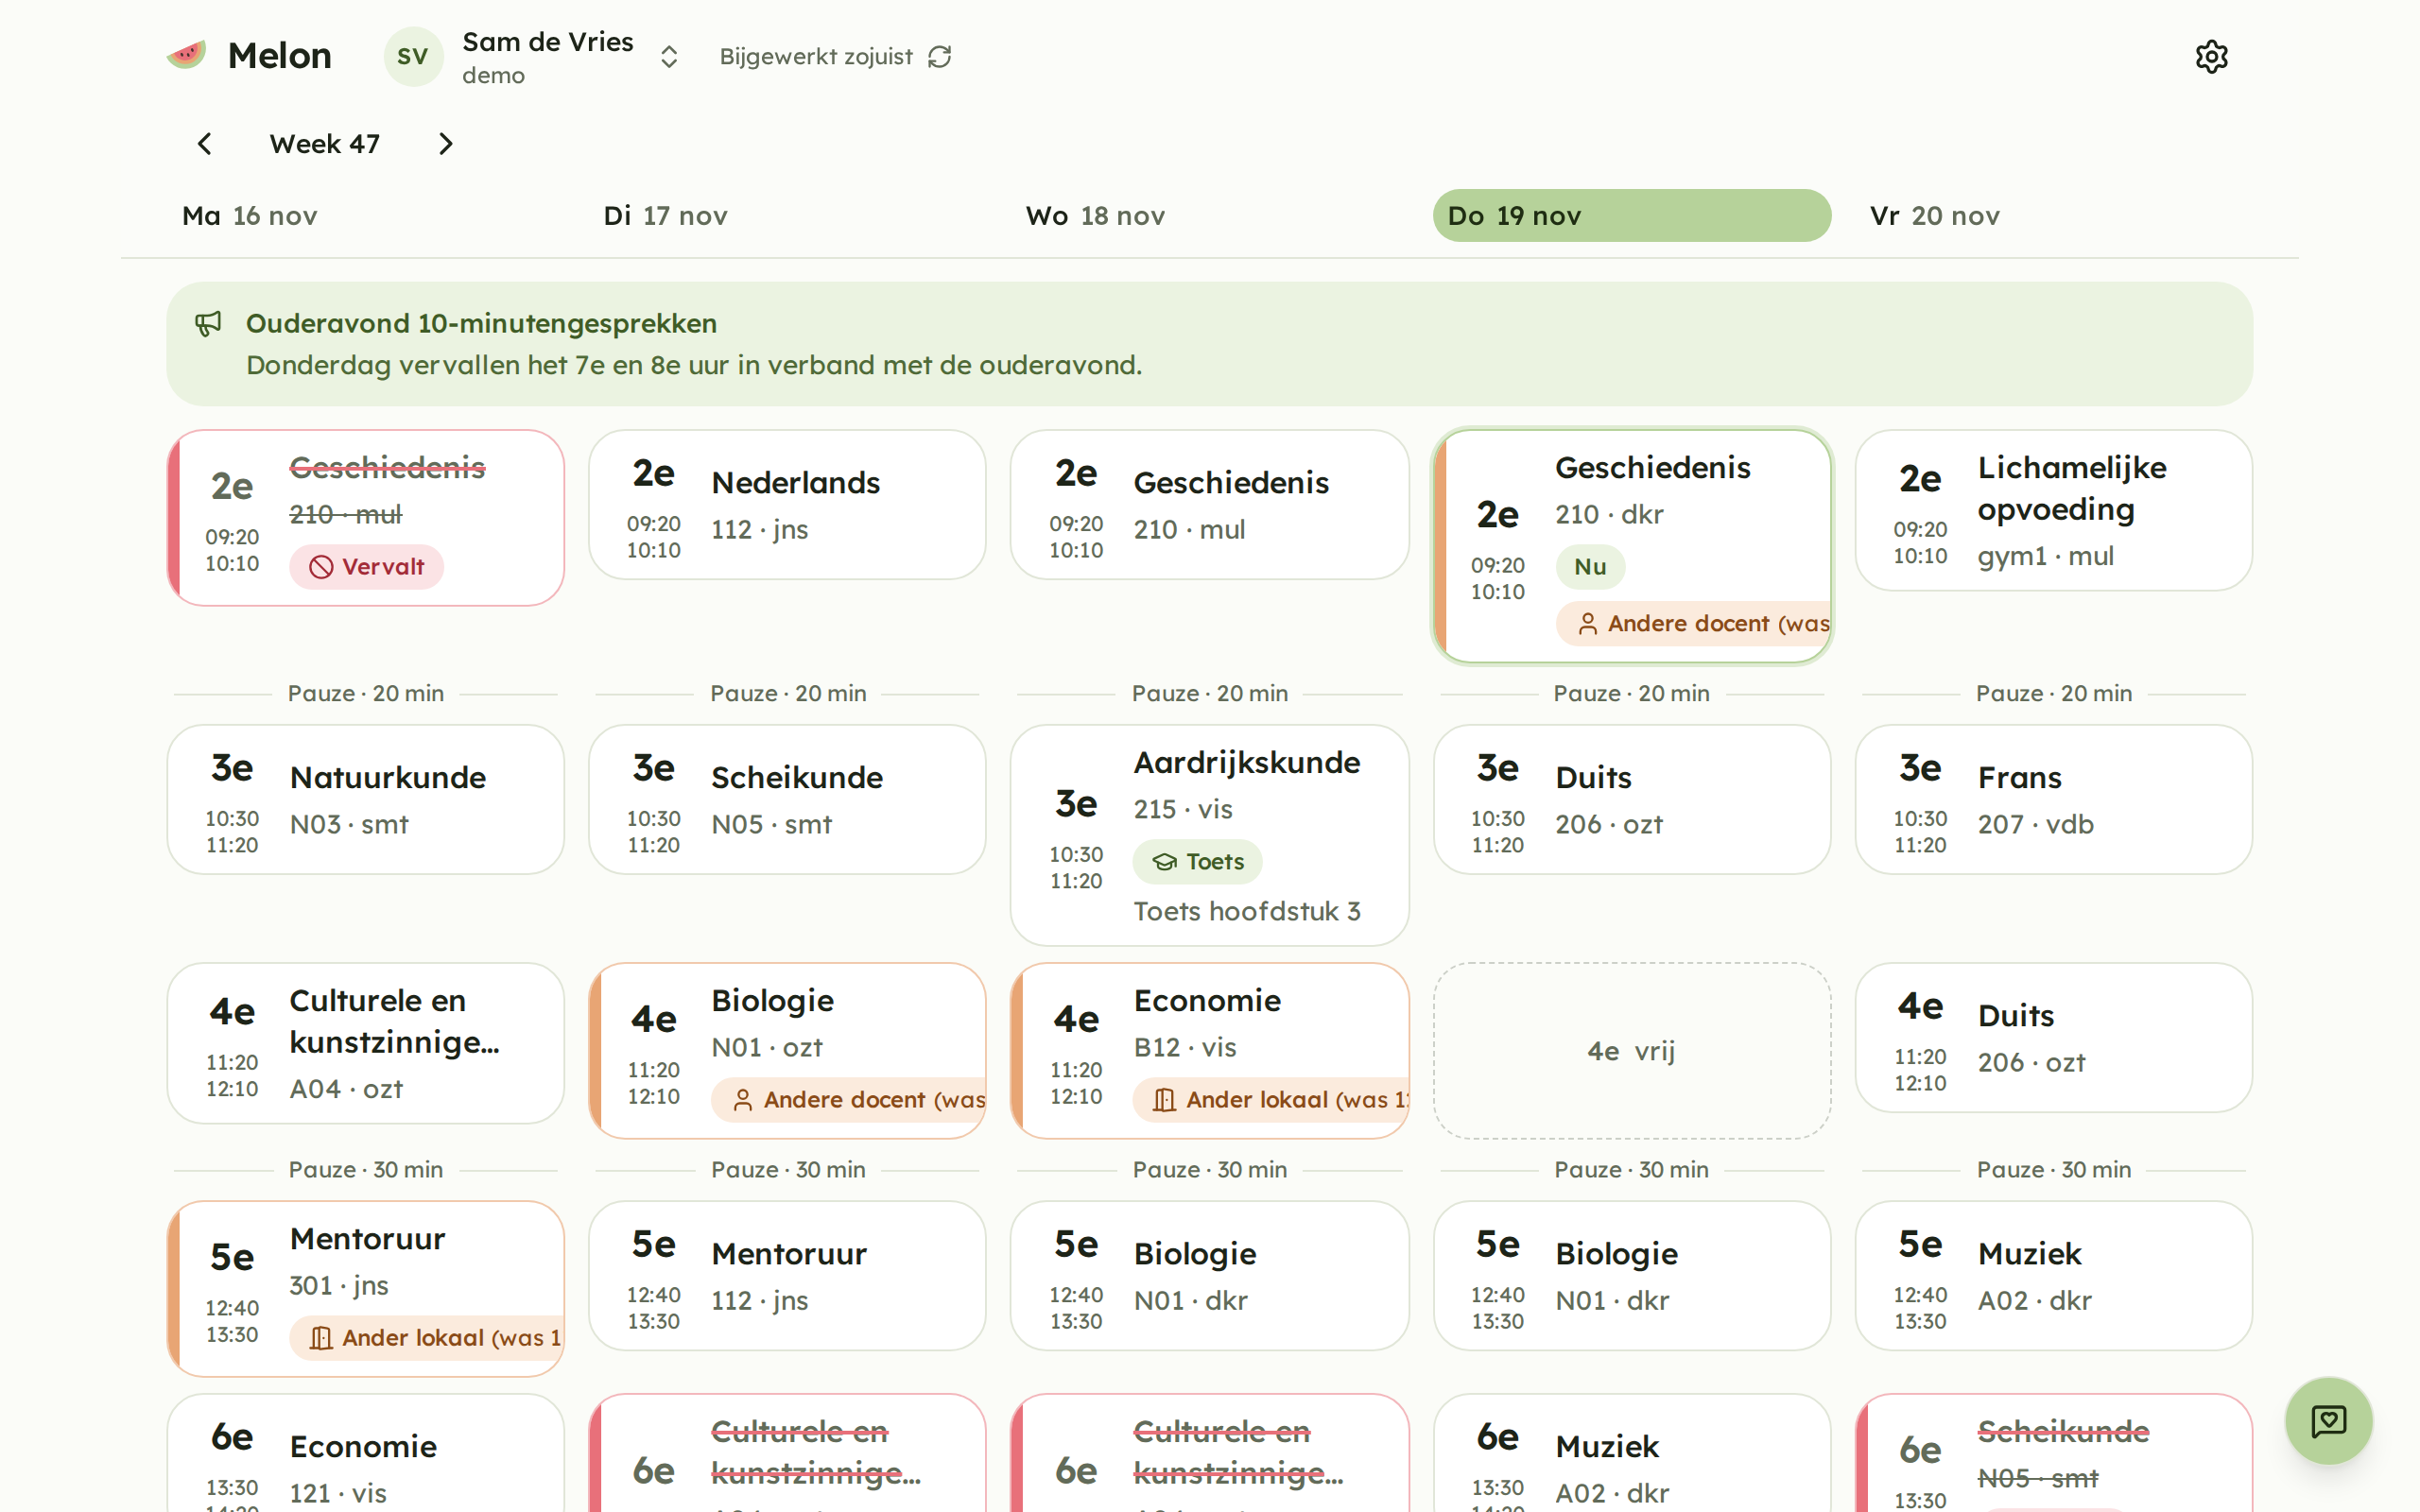 Melon
SV
Sam de Vries
demo
Bijgewerkt zojuist
Week 47
Ma 16 nov
Di 17 nov
Wo 18 nov
Do 19 nov
Vr 20 nov
Ouderavond 10-minutengesprekken
Donderdag vervallen het 7e en 8e uur in verband met de ouderavond.
2e
09:20
10:10
Geschiedenis
210 · mul
Vervalt
2e
09:20
10:10
Nederlands
112 · jns
2e
09:20
10:10
Geschiedenis
210 · mul
2e
09:20
10:10
Geschiedenis
210 · dkr
Nu
Andere docent (was
2e
09:20
10:10
Lichamelijke
opvoeding
gym1 · mul
Pauze · 20 min
Pauze · 20 min
Pauze · 20 min
Pauze · 20 min
Pauze · 20 min
3e
10:30
11:20
Natuurkunde
N03 · smt
3e
10:30
11:20
Scheikunde
N05 · smt
3e
10:30
11:20
Aardrijkskunde
215 · vis
Toets
Toets hoofdstuk 3
3e
10:30
11:20
Duits
206 · ozt
3e
10:30
11:20
Frans
207 · vdb
4e
11:20
12:10
Culturele en
kunstzinnige...
A04 · ozt
4e
11:20
12:10
Biologie
N01 · ozt
Andere docent (was
4e
11:20
12:10
Economie
B12 · vis
Ander lokaal (was
4e vrij
4e
11:20
12:10
Duits
206 · ozt
Pauze · 30 min
Pauze · 30 min
Pauze · 30 min
Pauze · 30 min
Pauze · 30 min
5e
12:40
13:30
Mentoruur
301 · jns
Ander lokaal (was 1
5e
12:40
13:30
Mentoruur
112 · jns
5e
12:40
13:30
Biologie
N01 · dkr
5e
12:40
13:30
Biologie
N01 · dkr
5e
12:40
13:30
Muziek
A02 · dkr
6e
13:30
Economie
121 · vis
6e
Culturele en
kunstzinnige...
6e
Culturele en
kunstzinnige...
6e
13:30
Muziek
A02 · dkr
6e
13:30
Scheikunde
N05 · smt